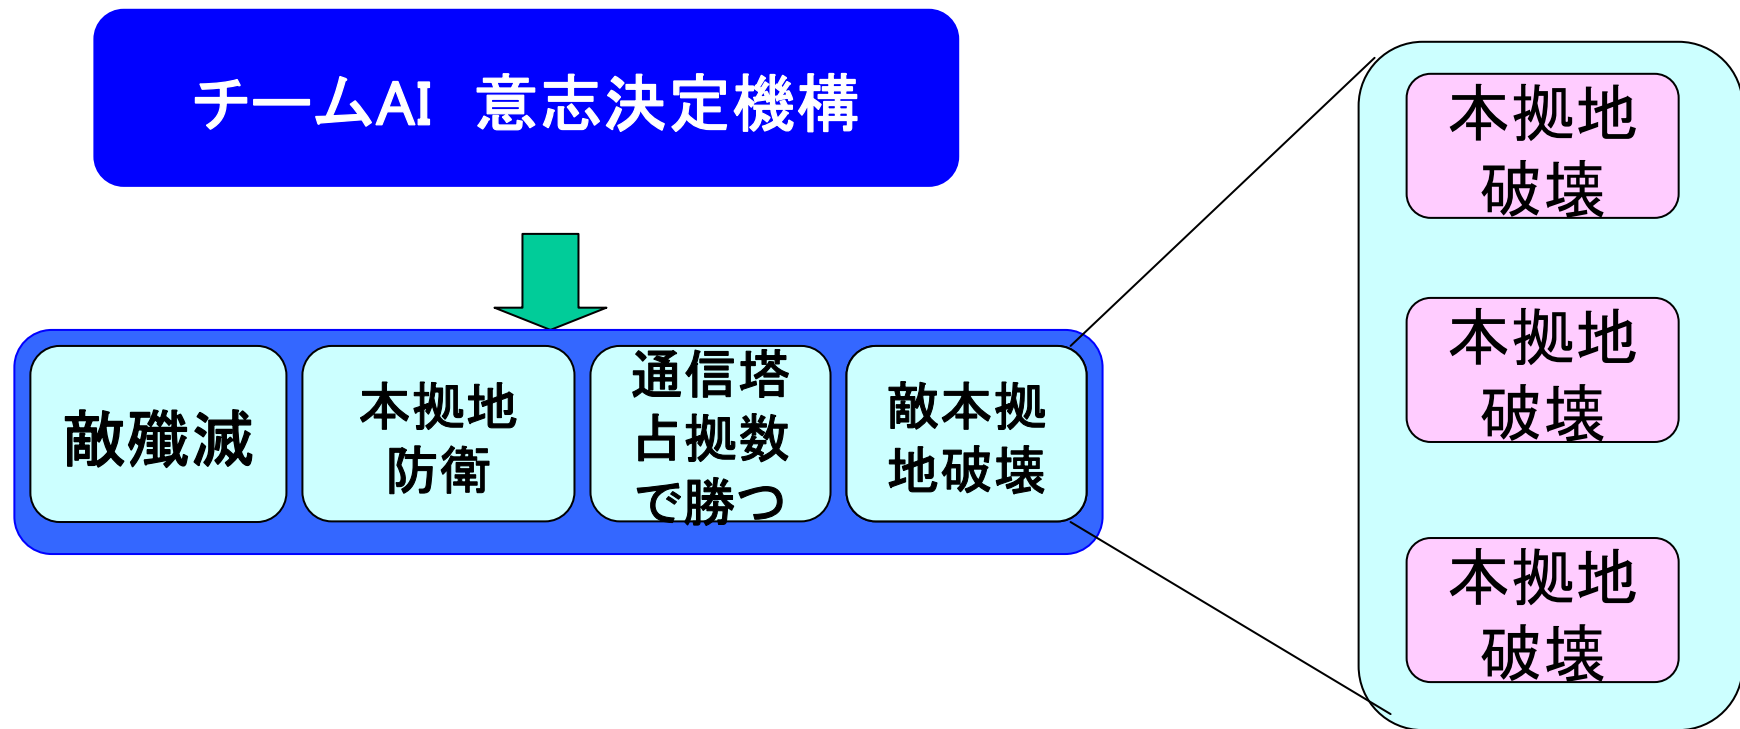 チームAI　意志決定機構
敵殲滅
本拠地
防衛
通信塔
占拠数
で勝つ
敵本拠
地破壊
本拠地
破壊
本拠地
破壊
本拠地
破壊